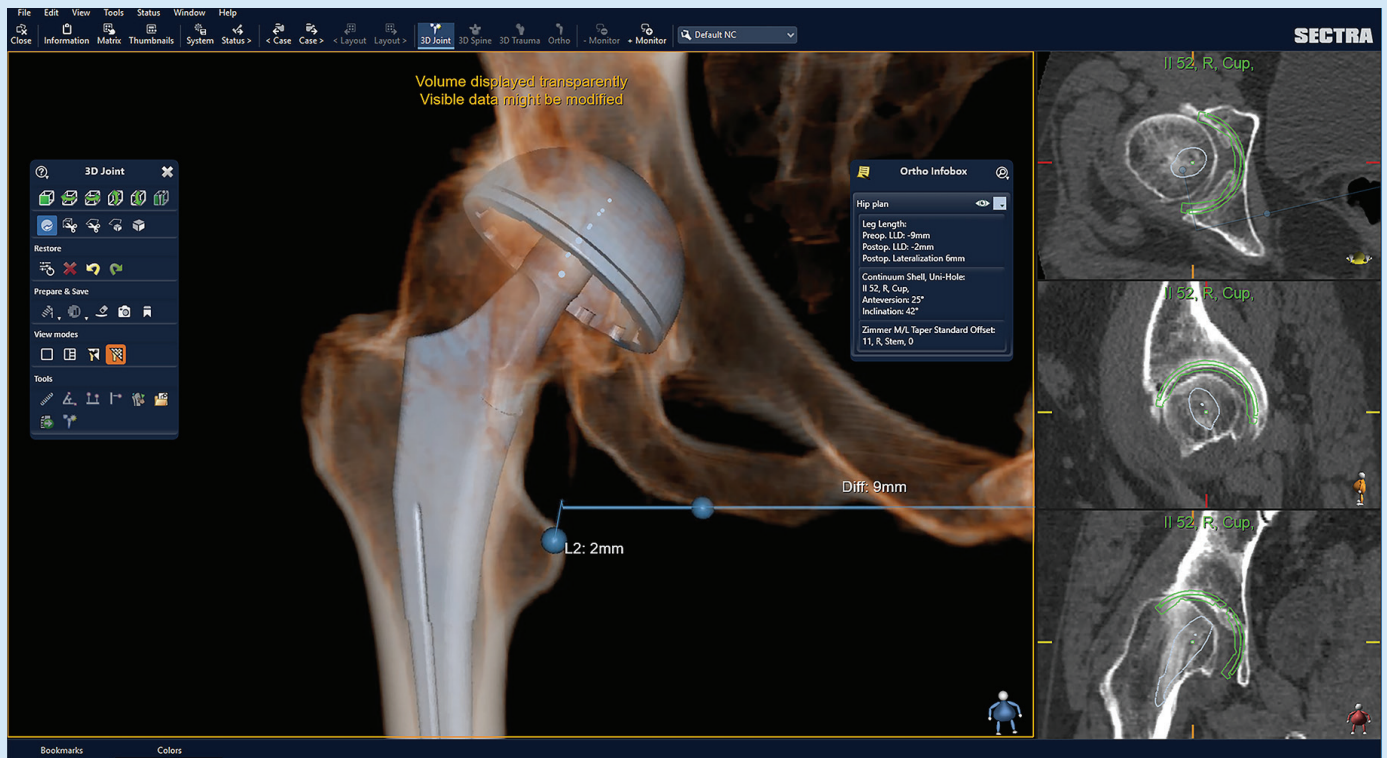 File Edit View Tools Status Window Help
Close Information Matrix Thumbnails System Status > < Case Case > < Layout Layout > 3D Joint 3D Spine 3D Trauma Ortho - Monitor + Monitor Default NC
SECTRA
Volume displayed transparently
Visible data might be modified
3D Joint
Restore
Prepare & Save
View modes
Tools
Ortho Infobox
Hip plan
Leg Length:
Preop. LLD: -9mm
Postop. LLD: -2mm
Postop. Lateralization 6mm
Continuum Shell, Uni-Hole:
II 52, R, Cup,
Anteversion: 25°
Inclination: 42°
Zimmer M/L Taper Standard Offset:
11, R, Stem, 0
Diff: 9mm
L2: 2mm
II 52, R, Cup,
II 52, R, Cup,
II 52, R, Cup,
Bookmarks Colors